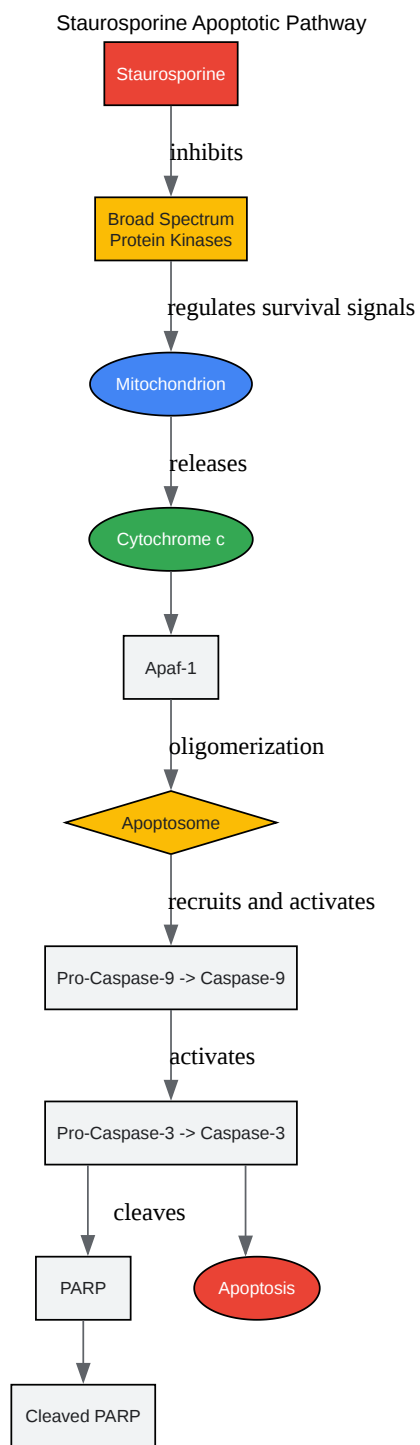 Staurosporine Apoptotic Pathway
Staurosporine
inhibits
Broad Spectrum
Protein Kinases
regulates survival signals
Mitochondrion
releases
Cytochrome c
Apaf-1
oligomerization
Apoptosome
recruits and activates
Pro-Caspase-9 -> Caspase-9
activates
Pro-Caspase-3 -> Caspase-3
cleaves
PARP
Apoptosis
Cleaved PARP